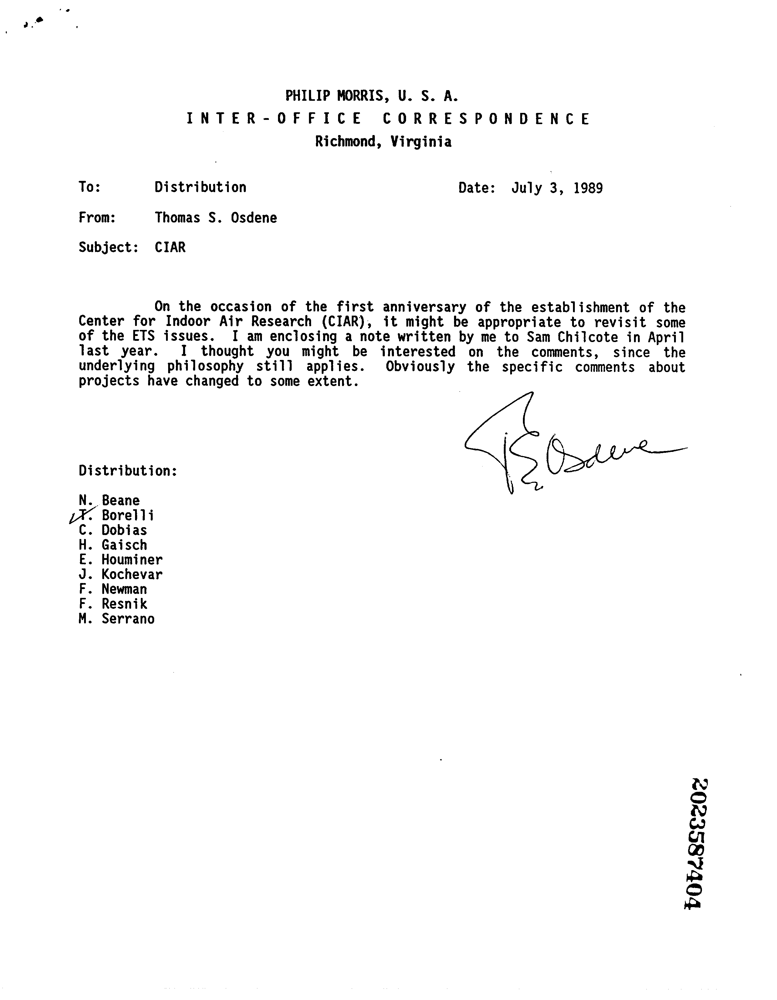 PHILIP MORRIS, U. S. A.
INTER-OFFICE CORRESPONDENCE
Richmond, Virginia
To: Distribution Date: July 3, 1989
From: Thomas S. Osdene
Subject: CIAR
On the occasion of the first anniversary of the establishment of the
Center for Indoor Air Research (CIAR), it might be appropriate to revisit some
of the ETS issues. I am enclosing a note written by me to Sam Chilcote in April
last year. I thought you might be interested on the comments, since the
underlying philosophy still applies. Obviously the specific comments about
projects have changed to some extent.
TS Osdene
Distribution:
N. Beane
T. Borelli
C. Dobias
H. Gaisch
E. Houminer
J. Kochevar
F. Newman
F. Resnik
M. Serrano
2023587404